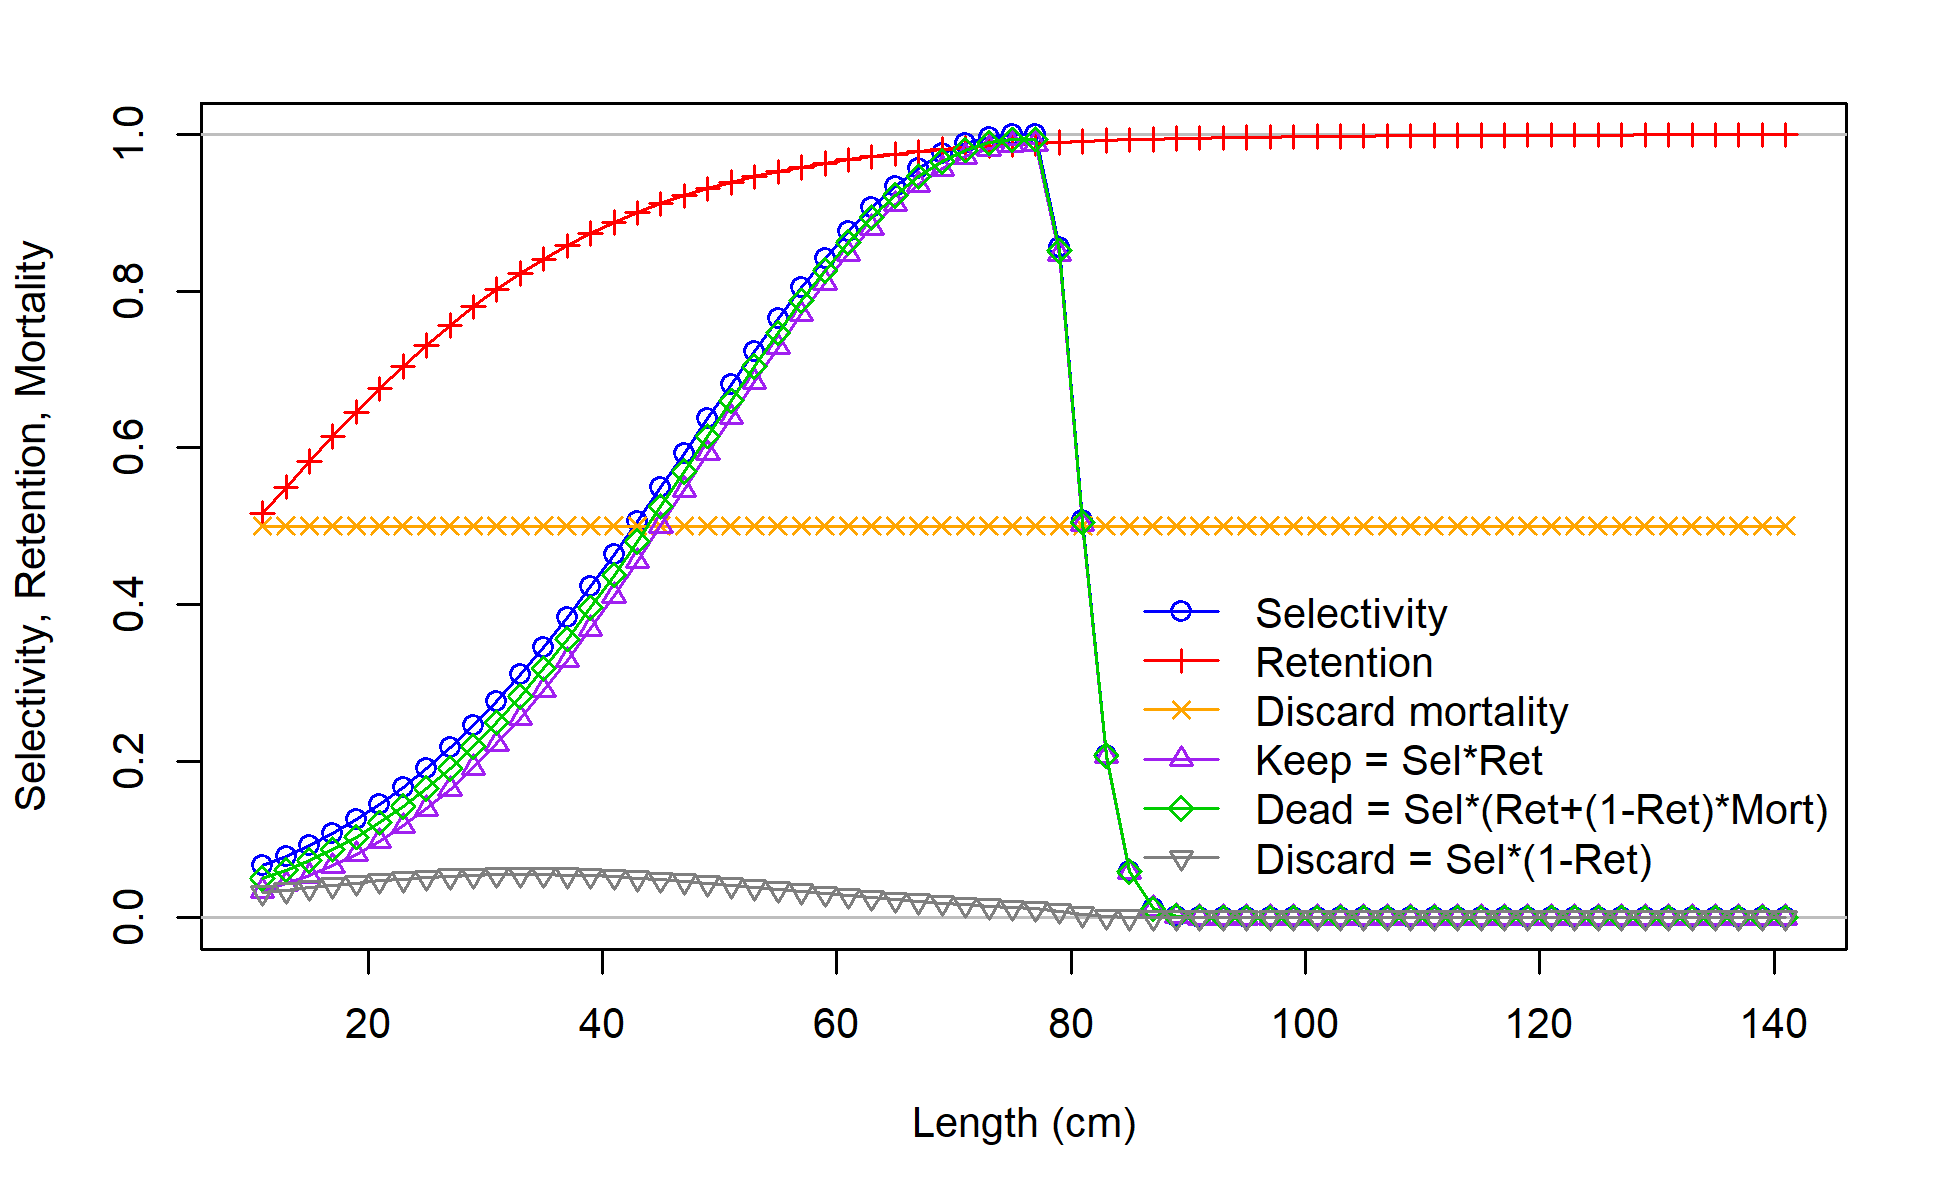 Selectivity, Retention, Mortality
1.0
0.8
0.6
0.4
0.2
0.0
Selectivity
Retention
Discard mortality
Keep = Sel*Ret
Dead = Sel*(Ret+(1-Ret)*Mort)
Discard = Sel*(1-Ret)
20 40 60 80 100 120 140
Length (cm)